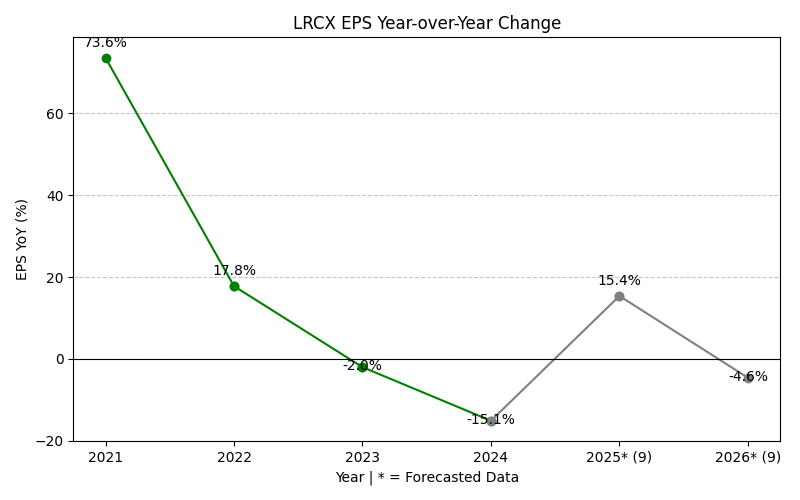 LRCX EPS Year-over-Year Change
73.6%
60
40
EPS YoY (%)
20
17.8%
15.4%
0
-2.0%
-4.6%
-15.1%
−20
2021 2022 2023 2024 2025* (9) 2026* (9)
Year | * = Forecasted Data